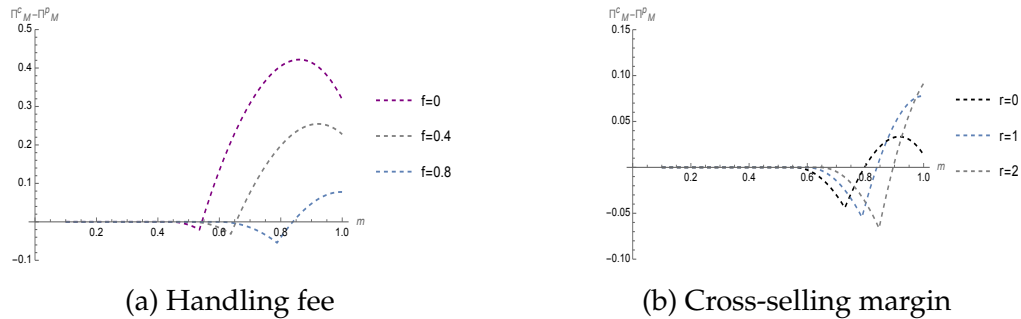 Π^c_M−Π^p_M
0.5
0.4
0.3
0.2
0.1
−0.1
0.2
0.4
0.6
0.8
1.0
m
f=0
f=0.4
f=0.8
(a) Handling fee
Π^c_M−Π^p_M
0.15
0.10
0.05
−0.05
−0.10
0.2
0.4
0.6
0.8
1.0
m
r=0
r=1
r=2
(b) Cross-selling margin